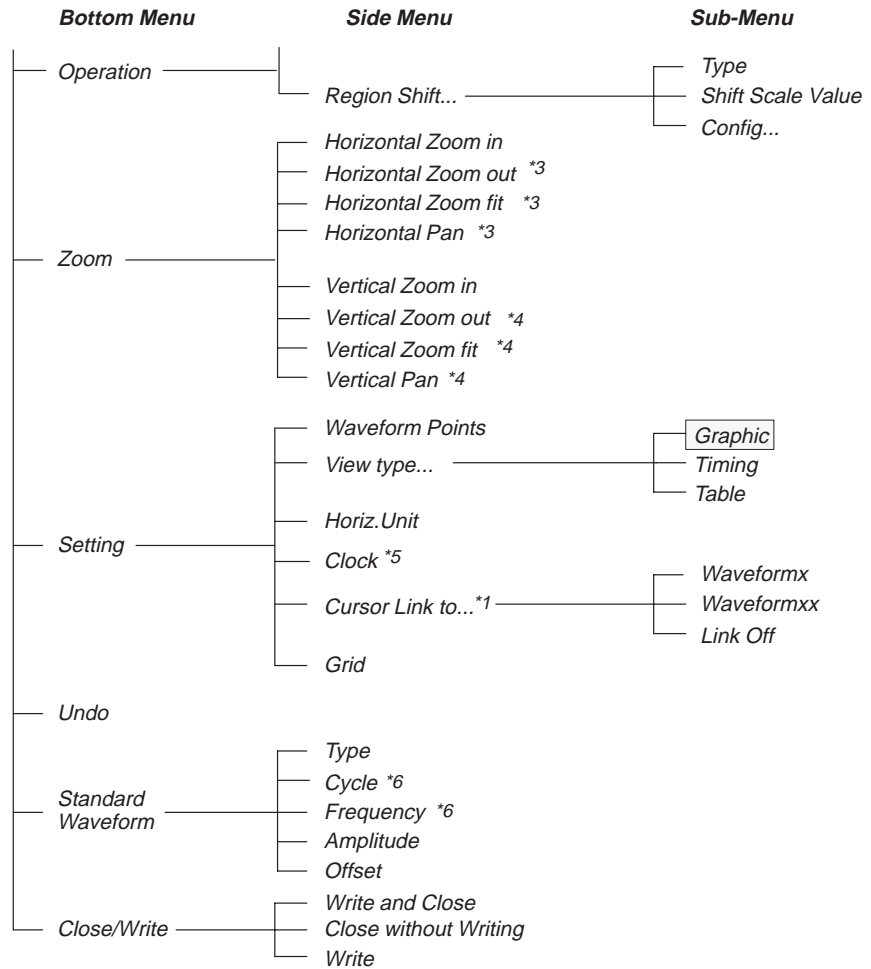 Bottom Menu Side Menu Sub-Menu
Operation
Region Shift...
Type
Shift Scale Value
Config...
Zoom
Horizontal Zoom in
Horizontal Zoom out *3
Horizontal Zoom fit *3
Horizontal Pan *3
Vertical Zoom in
Vertical Zoom out *4
Vertical Zoom fit *4
Vertical Pan *4
Setting
Waveform Points
View type...
Graphic
Timing
Table
Horiz.Unit
Clock *5
Cursor Link to...*1
Waveformx
Waveformxx
Link Off
Grid
Undo
Standard
Waveform
Type
Cycle *6
Frequency *6
Amplitude
Offset
Close/Write
Write and Close
Close without Writing
Write